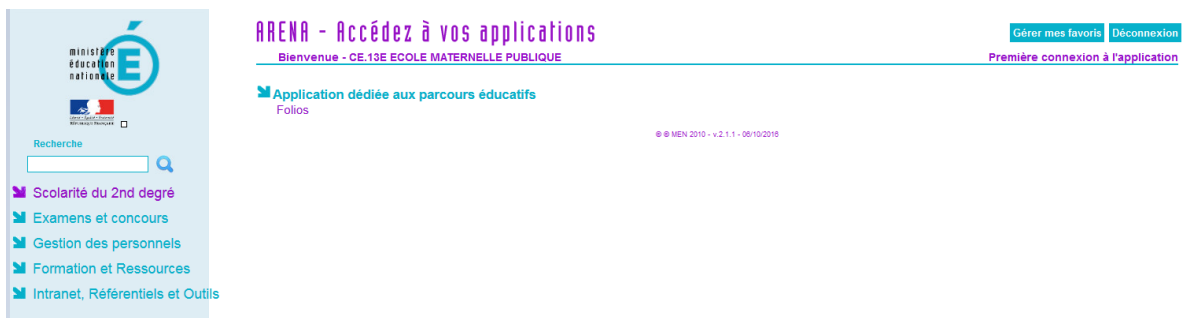 ministère
éducation
nationale
É
RÉPUBLIQUE FRANÇAISE
Recherche
Scolarité du 2nd degré
Examens et concours
Gestion des personnels
Formation et Ressources
Intranet, Référentiels et Outils
ARENA - Accédez à vos applications
Gérer mes favoris Déconnexion
Bienvenue - CE.13E ECOLE MATERNELLE PUBLIQUE
Première connexion à l'application
Application dédiée aux parcours éducatifs
Folios
© © MEN 2010 - v.2.1.1 - 06/10/2016